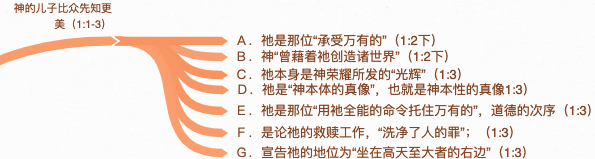 神的儿子比众先知更
美（1:1-3）
A．祂是那位“承受万有的”（1:2下）
B．神“曾藉着祂创造诸世界”（1:2下）
C．祂本身是神荣耀所发的“光辉”（1:3）
D．祂是“神本体的真像”，也就是神本性的真像1:3）
E．祂是那位“用祂全能的命令托住万有的”，道德的次序（1:3）
F．是论祂的救赎工作，“洗净了人的罪”；（1:3）
G．宣告祂的地位为“坐在高天至大者的右边”（1:3）